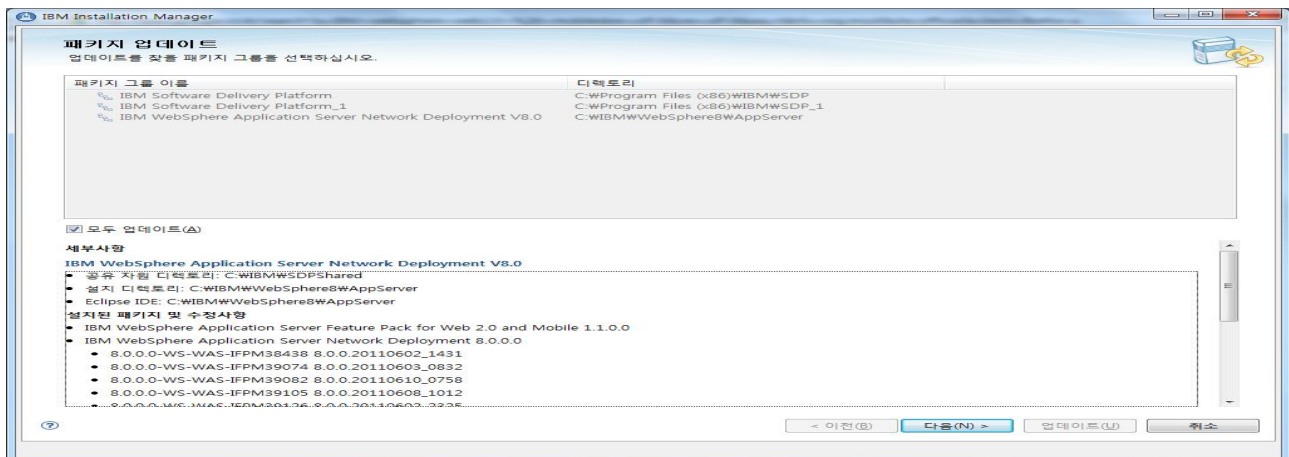 IBM Installation Manager
패키지 업데이트
업데이트를 찾을 패키지 그룹을 선택하십시오.
패키지 그룹 이름 디렉토리
IBM Software Delivery Platform C:₩Program Files (x86)₩IBM₩SDP
IBM Software Delivery Platform_1 C:₩Program Files (x86)₩IBM₩SDP_1
IBM WebSphere Application Server Network Deployment V8.0 C:₩IBM₩WebSphere8₩AppServer
모두 업데이트(A)
세부사항
IBM WebSphere Application Server Network Deployment V8.0
• 공유 자원 디렉토리: C:₩IBM₩SDPShared
• 설치 디렉토리: C:₩IBM₩WebSphere8₩AppServer
• Eclipse IDE: C:₩IBM₩WebSphere8₩AppServer
설치된 패키지 및 수정사항
• IBM WebSphere Application Server Feature Pack for Web 2.0 and Mobile 1.1.0.0
• IBM WebSphere Application Server Network Deployment 8.0.0.0
• 8.0.0.0-WS-WAS-IFPM38438 8.0.0.20110602_1431
• 8.0.0.0-WS-WAS-IFPM39074 8.0.0.20110603_0832
• 8.0.0.0-WS-WAS-IFPM39082 8.0.0.20110610_0758
• 8.0.0.0-WS-WAS-IFPM39105 8.0.0.20110608_1012
< 이전(B) 다음(N) > 업데이트(U) 취소